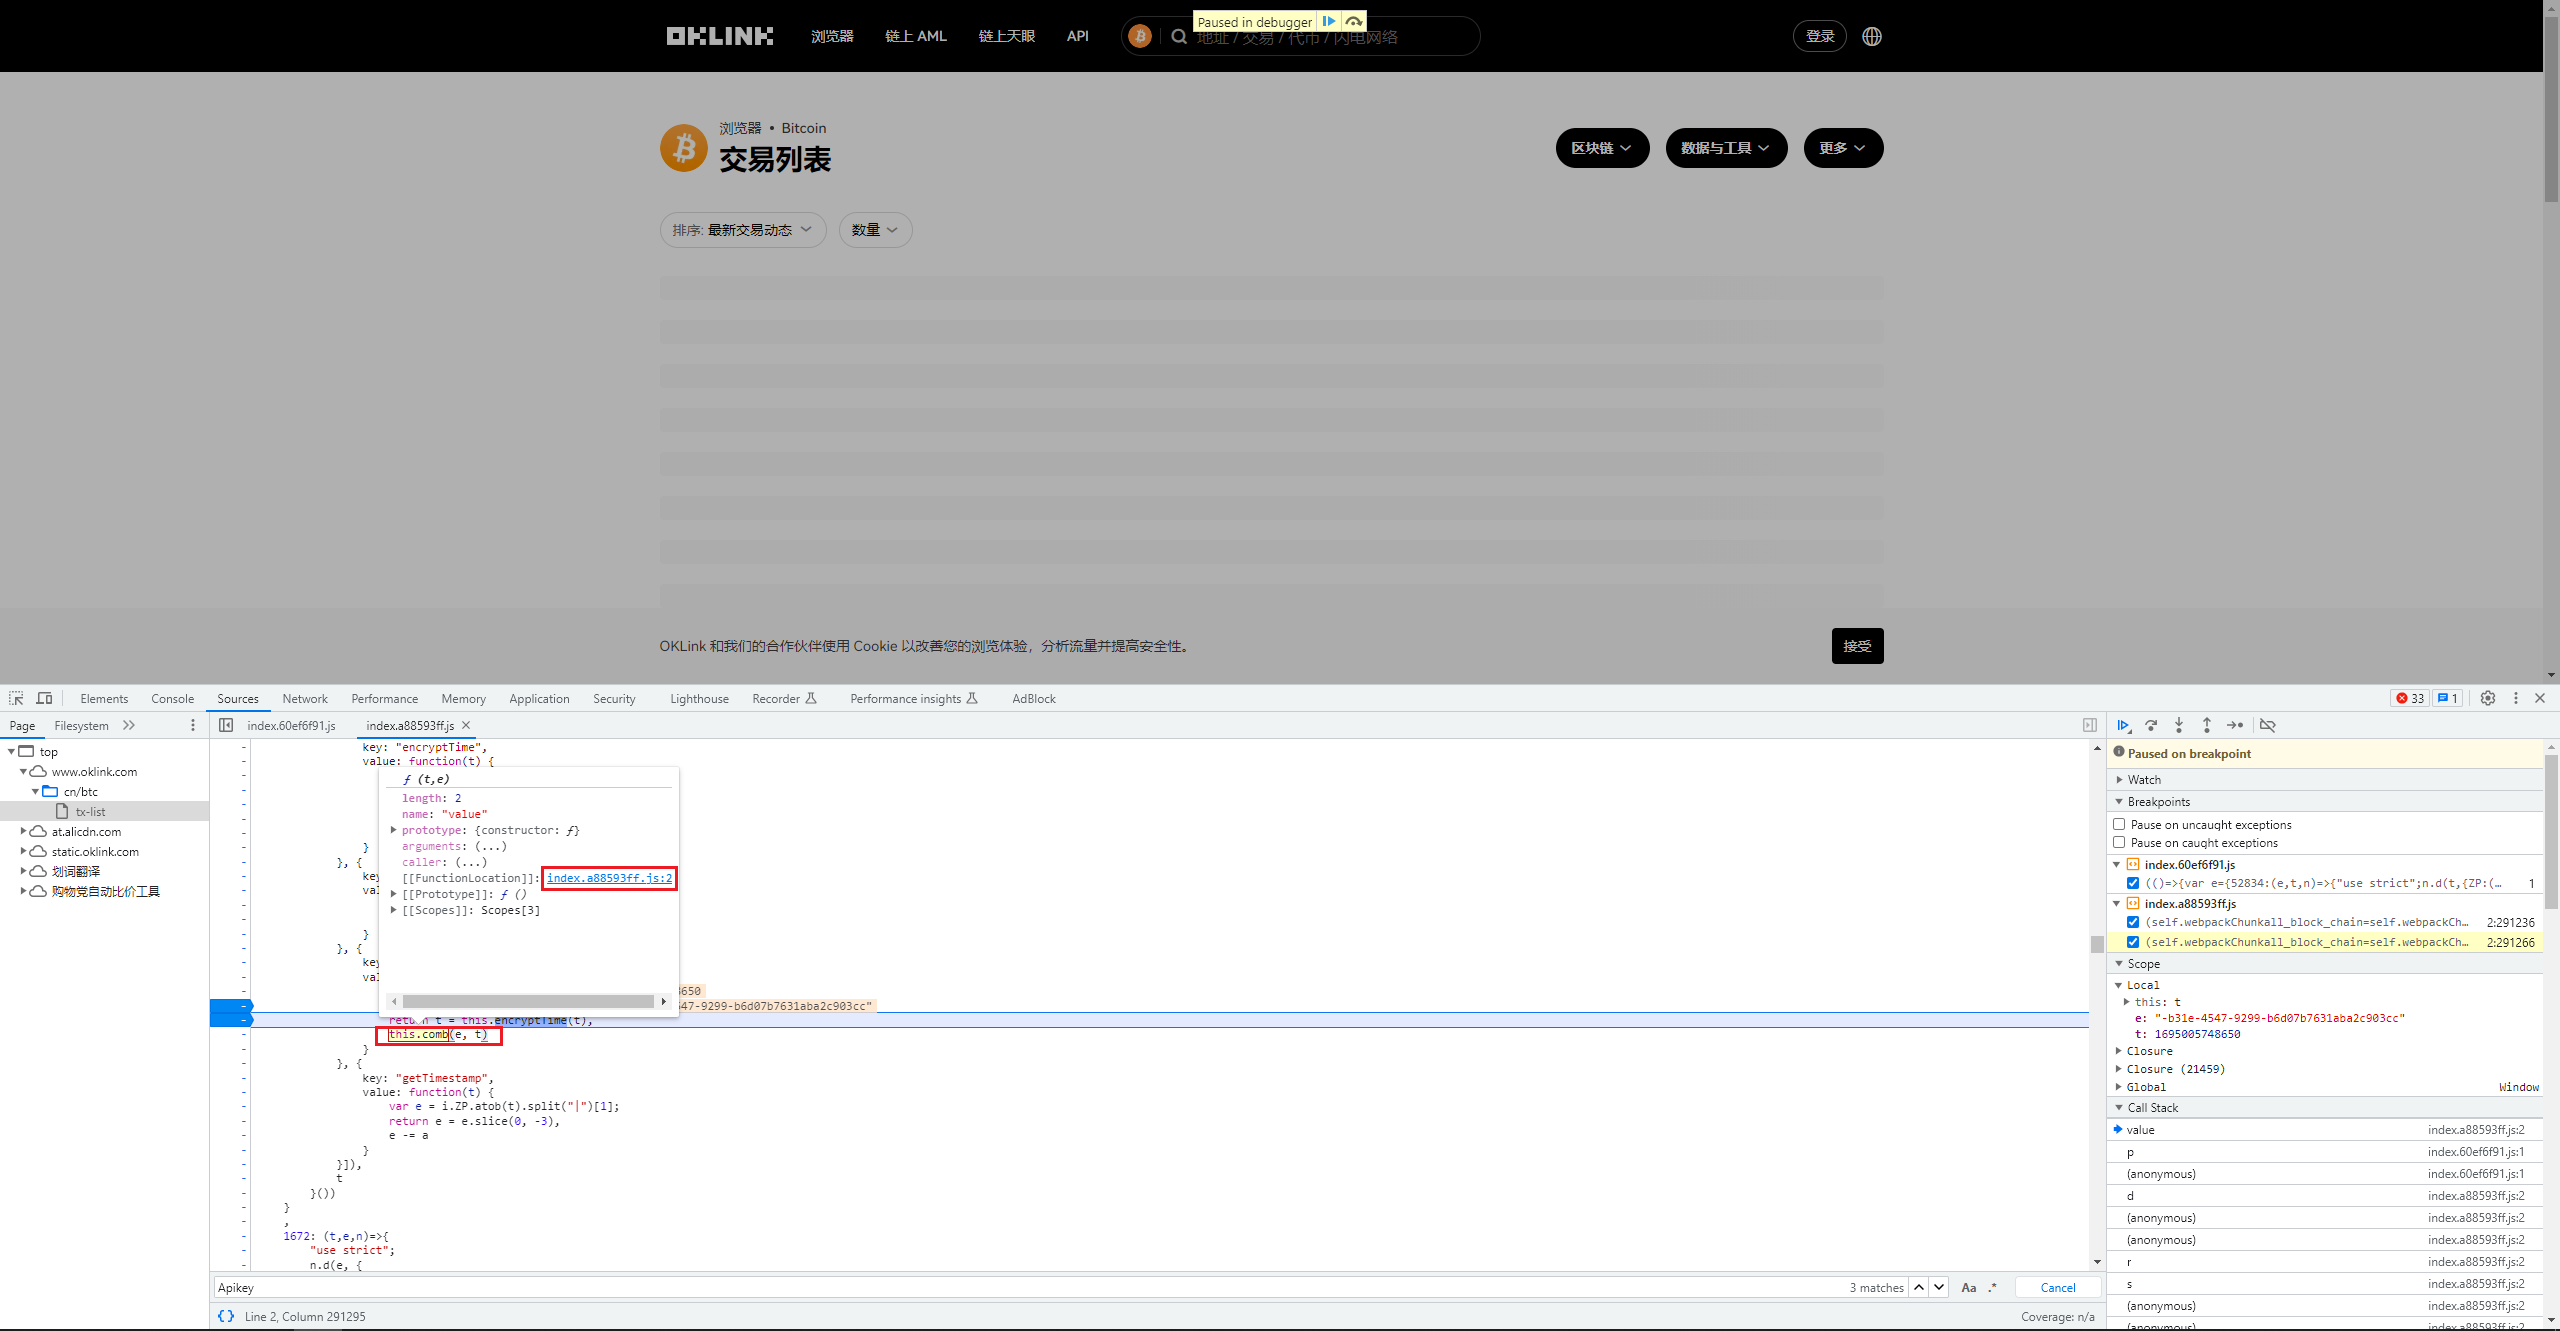 OKLINK 浏览器 链上 AML 链上天眼 API 地址 / 交易 / 代币 / 闪电网络 登录
Paused in debugger
浏览器 • Bitcoin
交易列表
区块链 数据与工具 更多
排序: 最新交易动态 数量
OKLink 和我们的合作伙伴使用 Cookie 以改善您的浏览体验，分析流量并提高安全性。 接受
Elements Console Sources Network Performance Memory Application Security Lighthouse Recorder Performance insights AdBlock 33 1
Page Filesystem
top
www.oklink.com
cn/btc
tx-list
at.alicdn.com
static.oklink.com
划词翻译
购物党自动比价工具
index.60ef6f91.js index.a88593ff.js
key: "encryptTime",
value: function(t) {
ƒ (t,e)
length: 2
name: "value"
prototype: {constructor: ƒ}
arguments: (...)
caller: (...)
[[FunctionLocation]]: index.a88593ff.js:2
[[Prototype]]: ƒ ()
[[Scopes]]: Scopes[3]
}
}, {
key
val
}
}, {
key
val
8650
47-9299-b6d07b7631aba2c903cc"
return t = this.encryptTime(t),
this.comb(e, t)
}
}, {
key: "getTimestamp",
value: function(t) {
var e = i.ZP.atob(t).split("|")[1];
return e = e.slice(0, -3),
e -= a
}
}]),
t
}())
}
,
1672: (t,e,n)=>{
"use strict";
n.d(e, {
Apikey 3 matches Aa .* Cancel
{} Line 2, Column 291295 Coverage: n/a
Paused on breakpoint
Watch
Breakpoints
Pause on uncaught exceptions
Pause on caught exceptions
index.60ef6f91.js
(()=>{var e={52834:(e,t,n)=>{"use strict";n.d(t,{ZP:(… 1
index.a88593ff.js
(self.webpackChunkall_block_chain=self.webpackCh… 2:291236
(self.webpackChunkall_block_chain=self.webpackCh… 2:291266
Scope
Local
this: t
e: "-b31e-4547-9299-b6d07b7631aba2c903cc"
t: 1695005748650
Closure
Closure (21459)
Global Window
Call Stack
value index.a88593ff.js:2
p index.60ef6f91.js:1
(anonymous) index.60ef6f91.js:1
d index.a88593ff.js:2
(anonymous) index.a88593ff.js:2
(anonymous) index.a88593ff.js:2
r index.a88593ff.js:2
s index.a88593ff.js:2
(anonymous) index.a88593ff.js:2
(anonymous) index.a88593ff.js:2